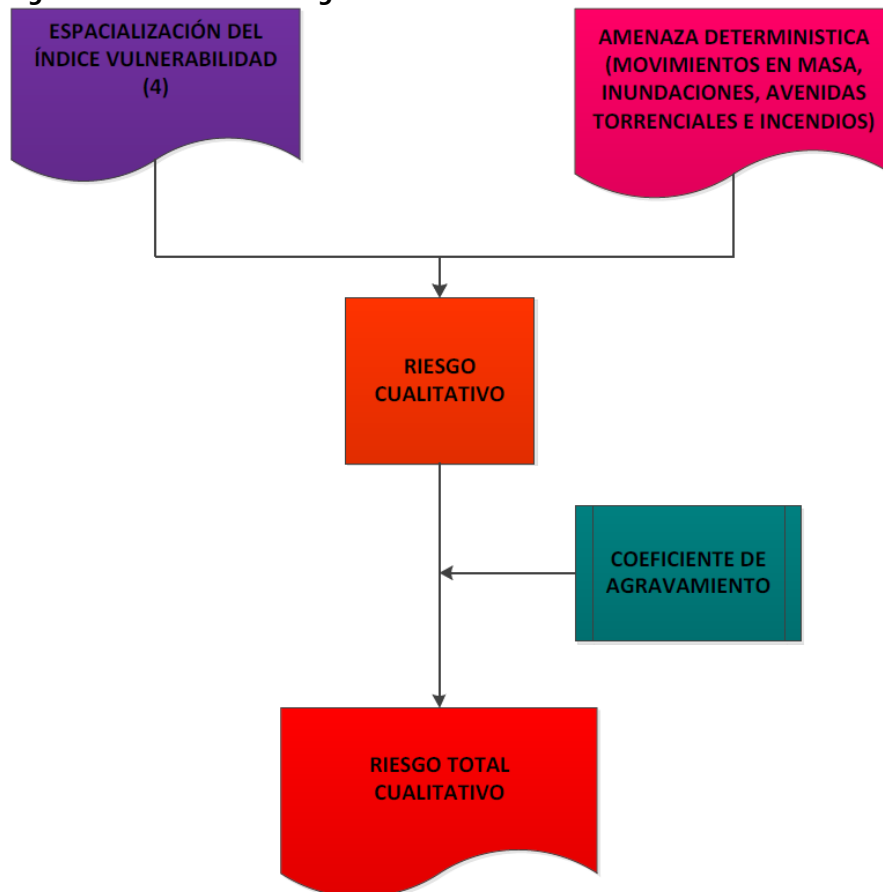 ESPACIALIZACIÓN DEL
ÍNDICE VULNERABILIDAD
(4)
AMENAZA DETERMINISTICA
(MOVIMIENTOS EN MASA,
INUNDACIONES, AVENIDAS
TORRENCIALES E INCENDIOS)
RIESGO
CUALITATIVO
COEFICIENTE DE
AGRAVAMIENTO
RIESGO TOTAL
CUALITATIVO